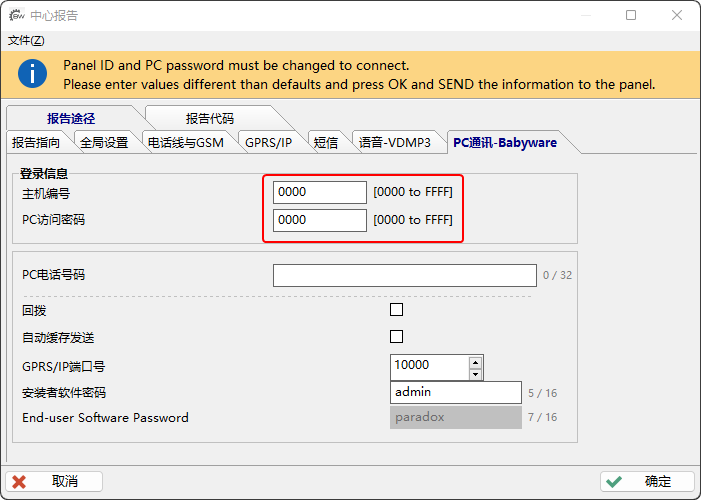 BW 中心报告
文件(Z)
Panel ID and PC password must be changed to connect.
Please enter values different than defaults and press OK and SEND the information to the panel.
报告途径 报告代码
报告指向 全局设置 电话线与GSM GPRS/IP 短信 语音-VDMP3 PC通讯-Babyware
登录信息
主机编号 0000 [0000 to FFFF]
PC访问密码 0000 [0000 to FFFF]
PC电话号码 0 / 32
回拨
自动缓存发送
GPRS/IP端口号 10000
安装者软件密码 admin 5 / 16
End-user Software Password paradox 7 / 16
取消 确定